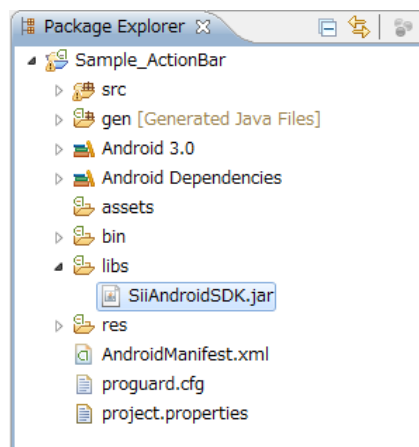 Package Explorer
Sample_ActionBar
src
gen [Generated Java Files]
Android 3.0
Android Dependencies
assets
bin
libs
SiiAndroidSDK.jar
res
AndroidManifest.xml
proguard.cfg
project.properties